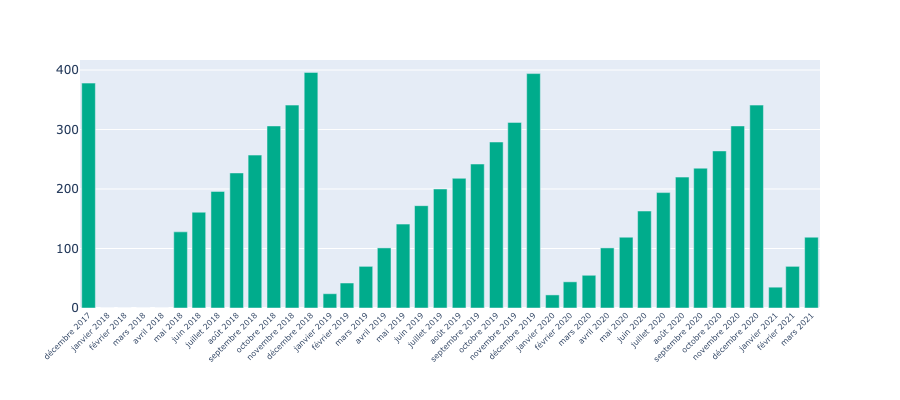 400
300
200
100
0
décembre 2017
janvier 2018
février 2018
mars 2018
avril 2018
mai 2018
juin 2018
juillet 2018
août 2018
septembre 2018
octobre 2018
novembre 2018
décembre 2018
janvier 2019
février 2019
mars 2019
avril 2019
mai 2019
juin 2019
juillet 2019
août 2019
septembre 2019
octobre 2019
novembre 2019
décembre 2019
janvier 2020
février 2020
mars 2020
avril 2020
mai 2020
juin 2020
juillet 2020
août 2020
septembre 2020
octobre 2020
novembre 2020
décembre 2020
janvier 2021
février 2021
mars 2021